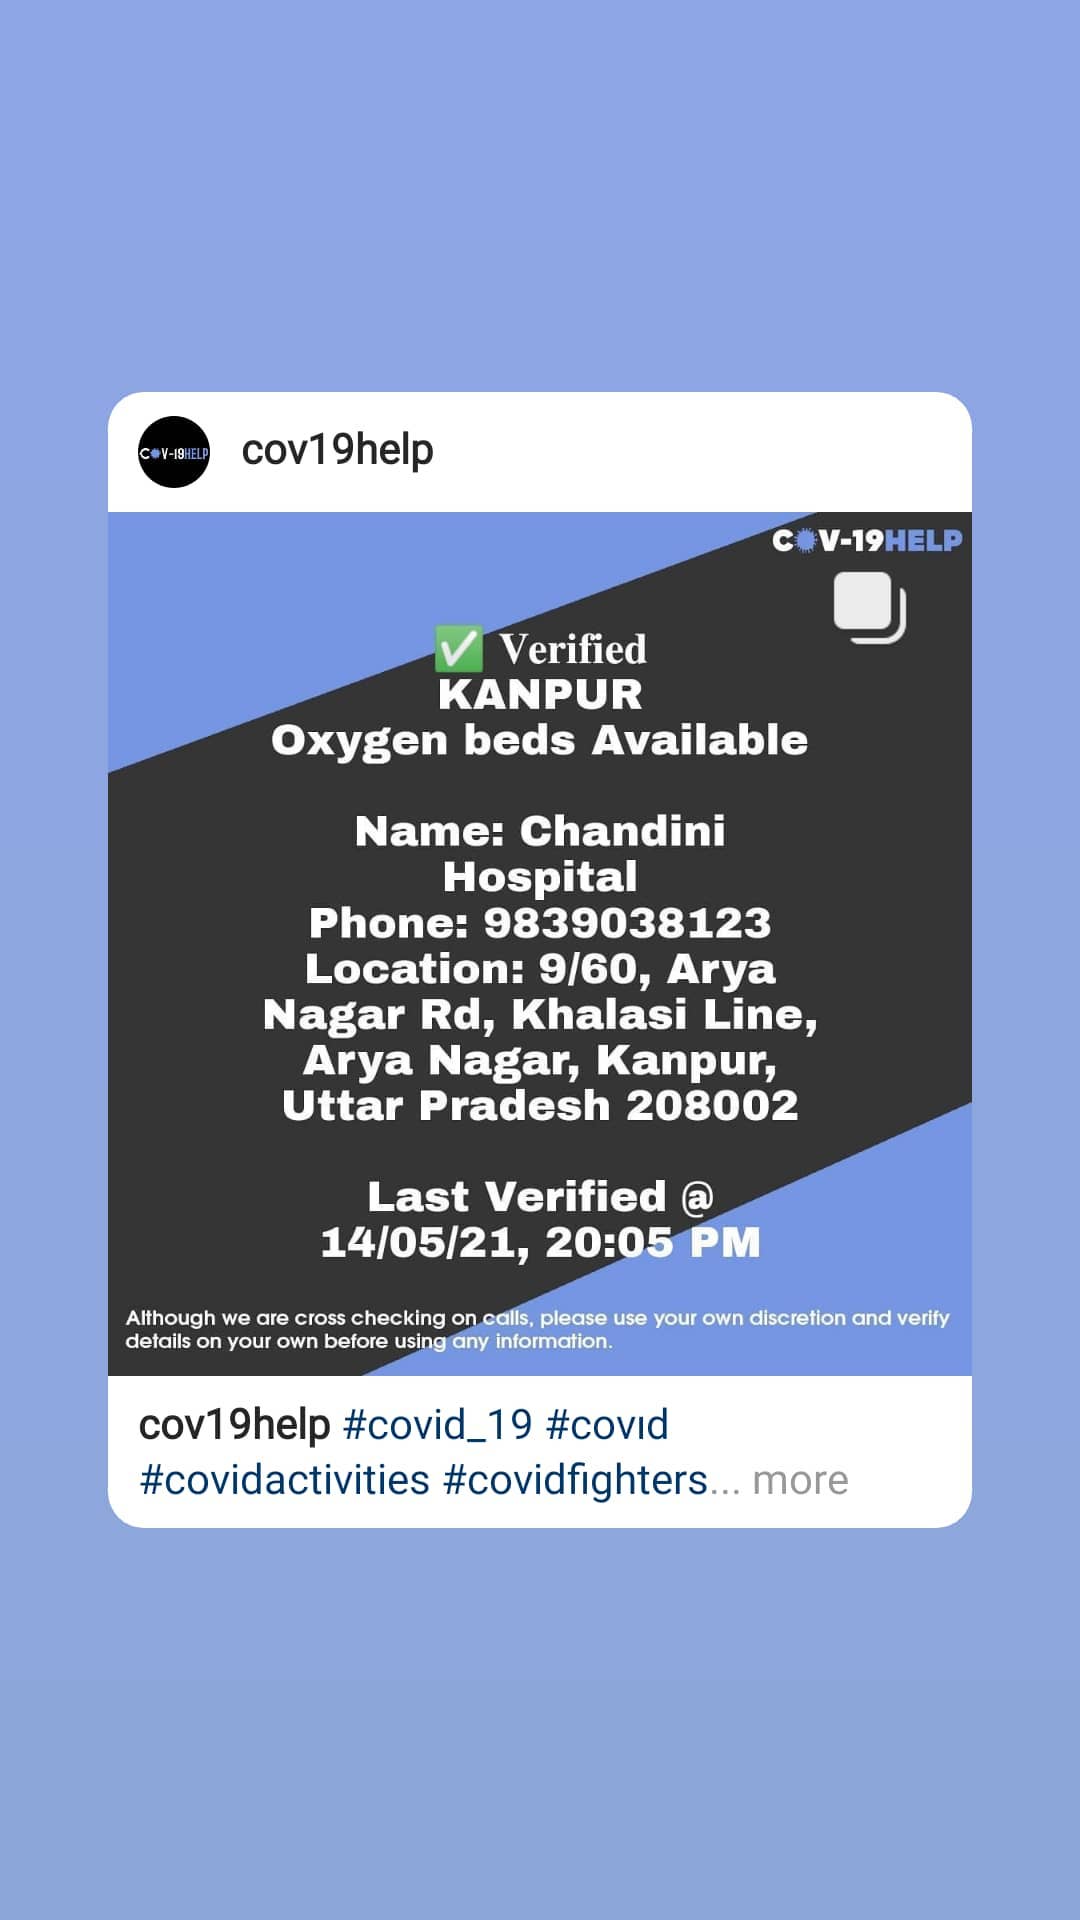 COV-19HELP
cov19help
COV-19HELP
✅ Verified
KANPUR
Oxygen beds Available
Name: Chandini
Hospital
Phone: 9839038123
Location: 9/60, Arya
Nagar Rd, Khalasi Line,
Arya Nagar, Kanpur,
Uttar Pradesh 208002
Last Verified @
14/05/21, 20:05 PM
Although we are cross checking on calls, please use your own discretion and verify
details on your own before using any information.
cov19help #covid_19 #covıd
#covidactivities #covidfighters... more